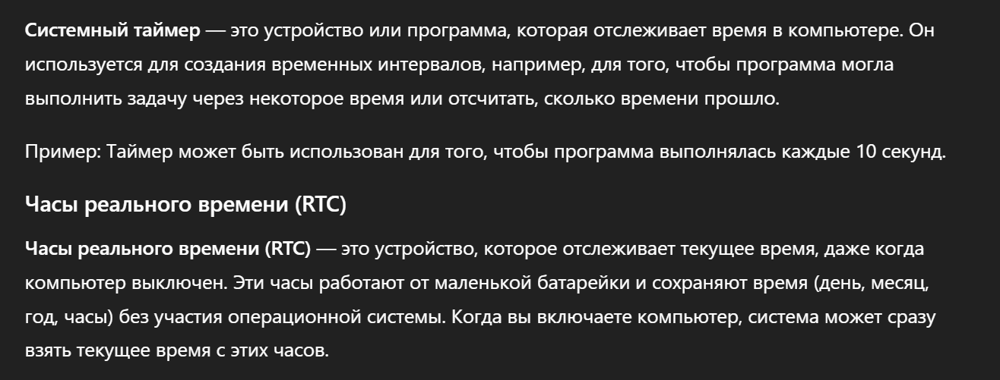 Системный таймер — это устройство или программа, которая отслеживает время в компьютере. Он
используется для создания временных интервалов, например, для того, чтобы программа могла
выполнить задачу через некоторое время или отсчитать, сколько времени прошло.
Пример: Таймер может быть использован для того, чтобы программа выполнялась каждые 10 секунд.
Часы реального времени (RTC)
Часы реального времени (RTC) — это устройство, которое отслеживает текущее время, даже когда
компьютер выключен. Эти часы работают от маленькой батарейки и сохраняют время (день, месяц,
год, часы) без участия операционной системы. Когда вы включаете компьютер, система может сразу
взять текущее время с этих часов.